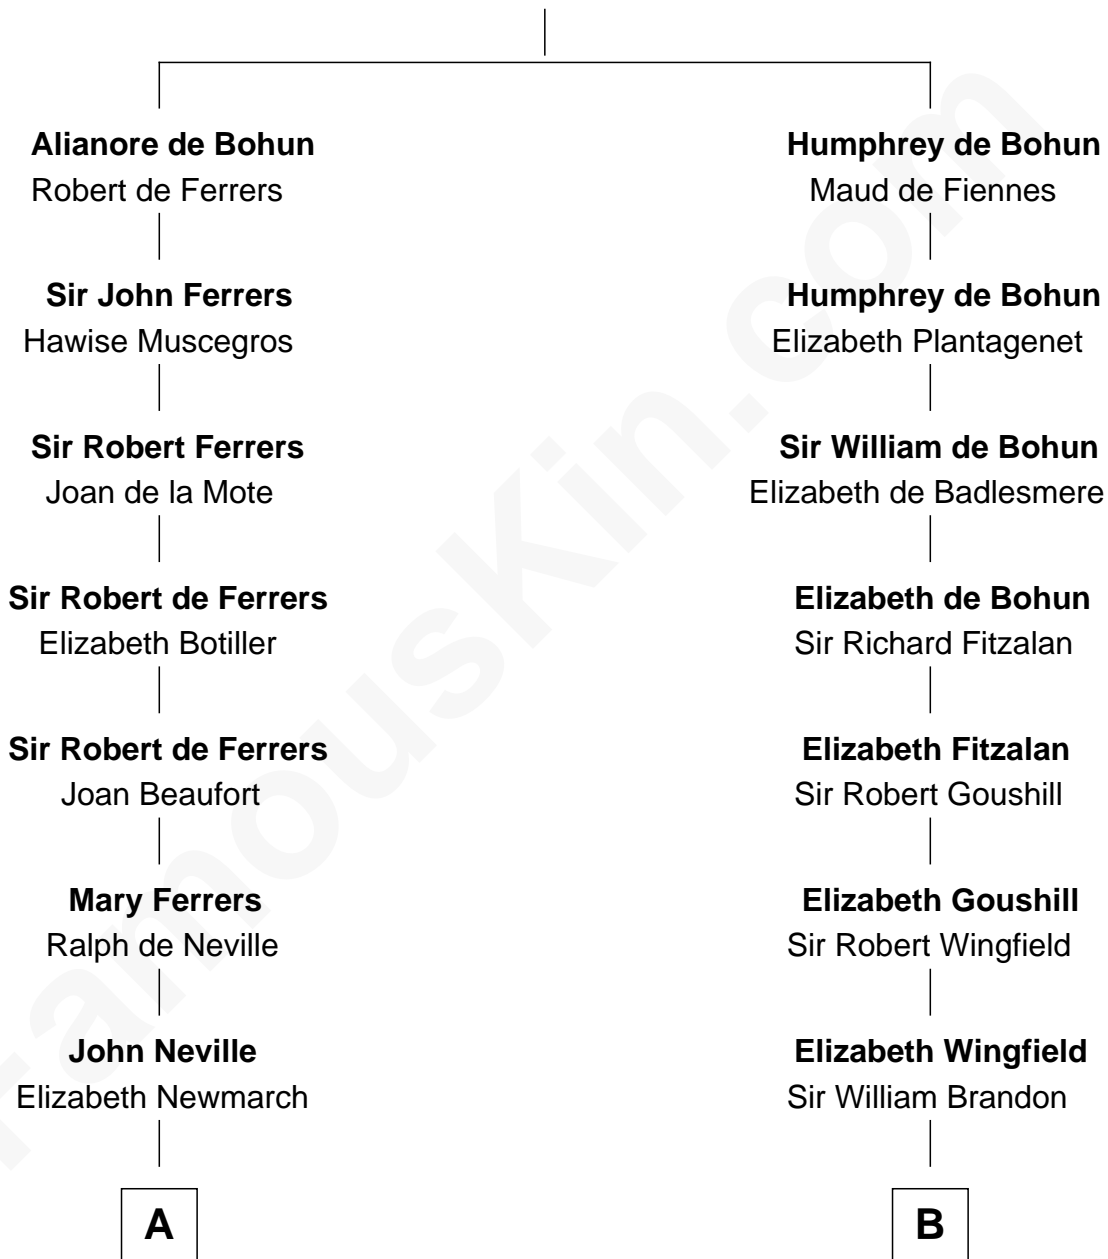 Alianore de Bohun
Robert de Ferrers
Sir John Ferrers
Hawise Muscegros
Sir Robert Ferrers
Joan de la Mote
Sir Robert de Ferrers
Elizabeth Botiller
Sir Robert de Ferrers
Joan Beaufort
Mary Ferrers
Ralph de Neville
John Neville
Elizabeth Newmarch
A
Humphrey de Bohun
Maud de Fiennes
Humphrey de Bohun
Elizabeth Plantagenet
Sir William de Bohun
Elizabeth de Badlesmere
Elizabeth de Bohun
Sir Richard Fitzalan
Elizabeth Fitzalan
Sir Robert Goushill
Elizabeth Goushill
Sir Robert Wingfield
Elizabeth Wingfield
Sir William Brandon
B
FamousKin.com